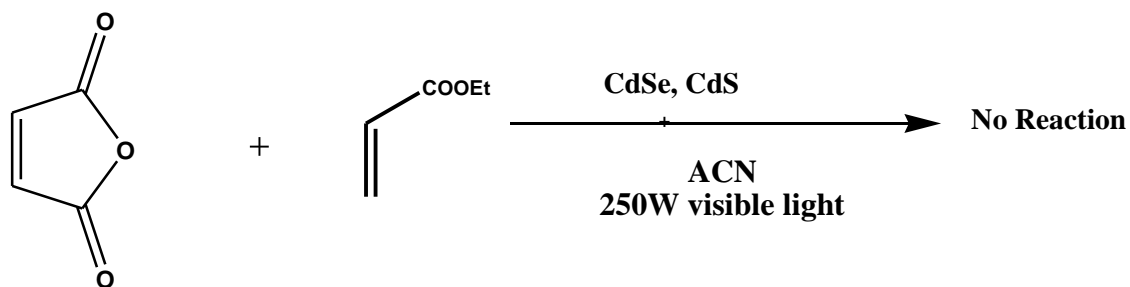 O
COOEt
CdSe, CdS
+
+
No Reaction
O
ACN
250W visible light
O